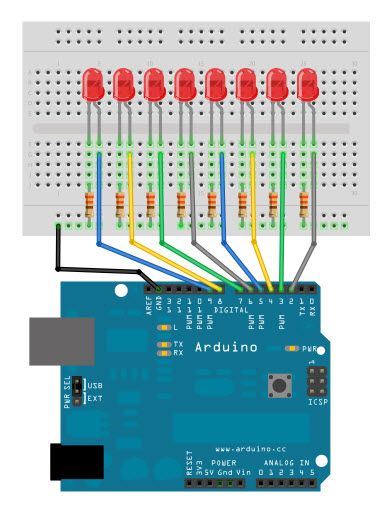 AREF
GND
13
12
PWM 11
PWM 10
PWM 9
8
7
PWM 6
PWM 5
4
PWM 3
2
TX 1
RX 0
DIGITAL
L
TX
RX
Arduino
PWR
1
ICSP
PWR SEL
USB
EXT
www.arduino.cc
POWER
ANALOG IN
RESET
3V3
5V Gnd Vin
0 1 2 3 4 5